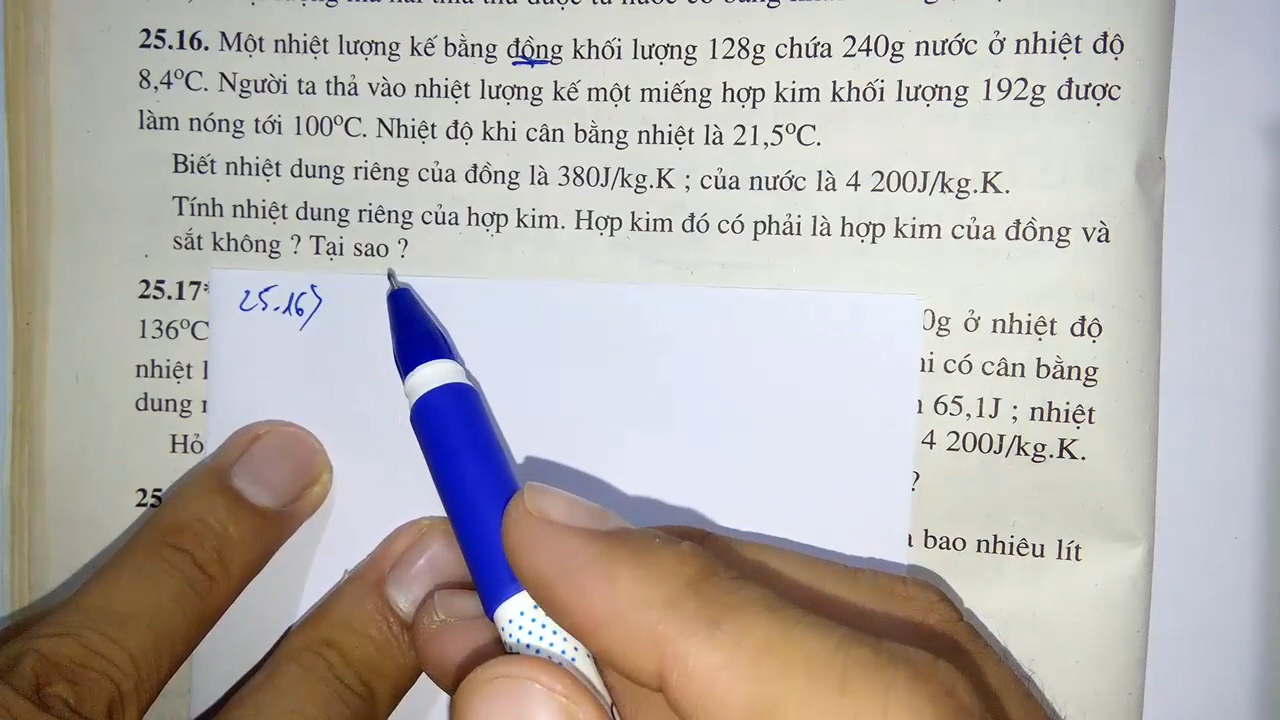 25.16. Một nhiệt lượng kế bằng đồng khối lượng 128g chứa 240g nước ở nhiệt độ
8,4°C. Người ta thả vào nhiệt lượng kế một miếng hợp kim khối lượng 192g được
làm nóng tới 100°C. Nhiệt độ khi cân bằng nhiệt là 21,5°C.
Biết nhiệt dung riêng của đồng là 380J/kg.K ; của nước là 4 200J/kg.K.
Tính nhiệt dung riêng của hợp kim. Hợp kim đó có phải là hợp kim của đồng và
sắt không ? Tại sao ?
25.16)
25.17* 0g ở nhiệt độ
136°C có cân bằng
nhiệt 65,1J ; nhiệt
dung 4 200J/kg.K.
Hỏ ?
25
bao nhiêu lít